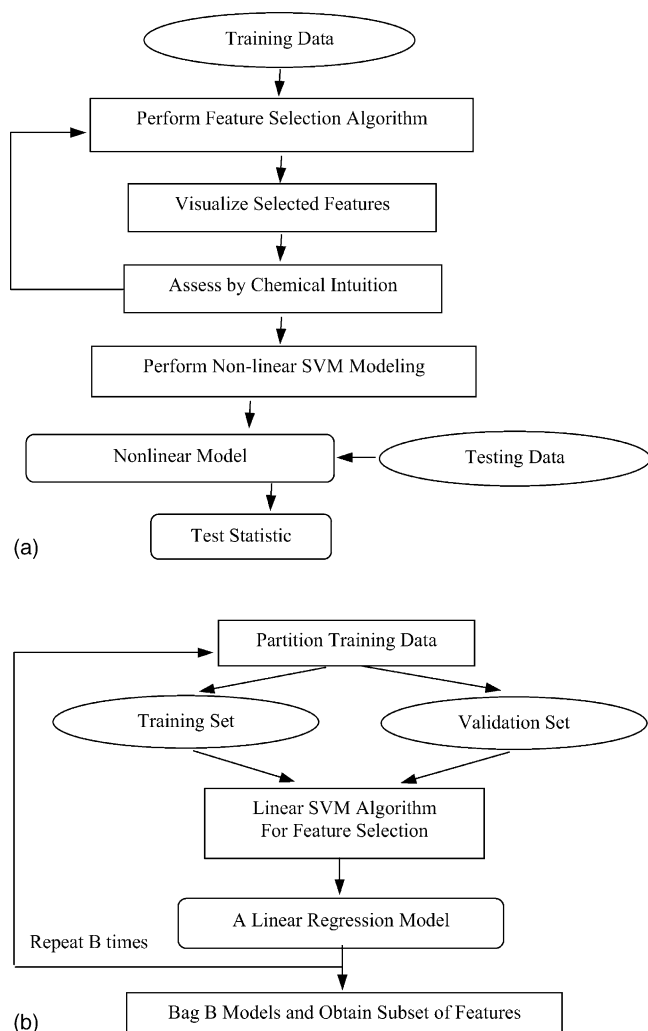 Training Data
Perform Feature Selection Algorithm
Visualize Selected Features
Assess by Chemical Intuition
Perform Non-linear SVM Modeling
Nonlinear Model
Testing Data
Test Statistic
(a)
Partition Training Data
Training Set
Validation Set
Linear SVM Algorithm
For Feature Selection
A Linear Regression Model
Repeat B times
Bag B Models and Obtain Subset of Features
(b)